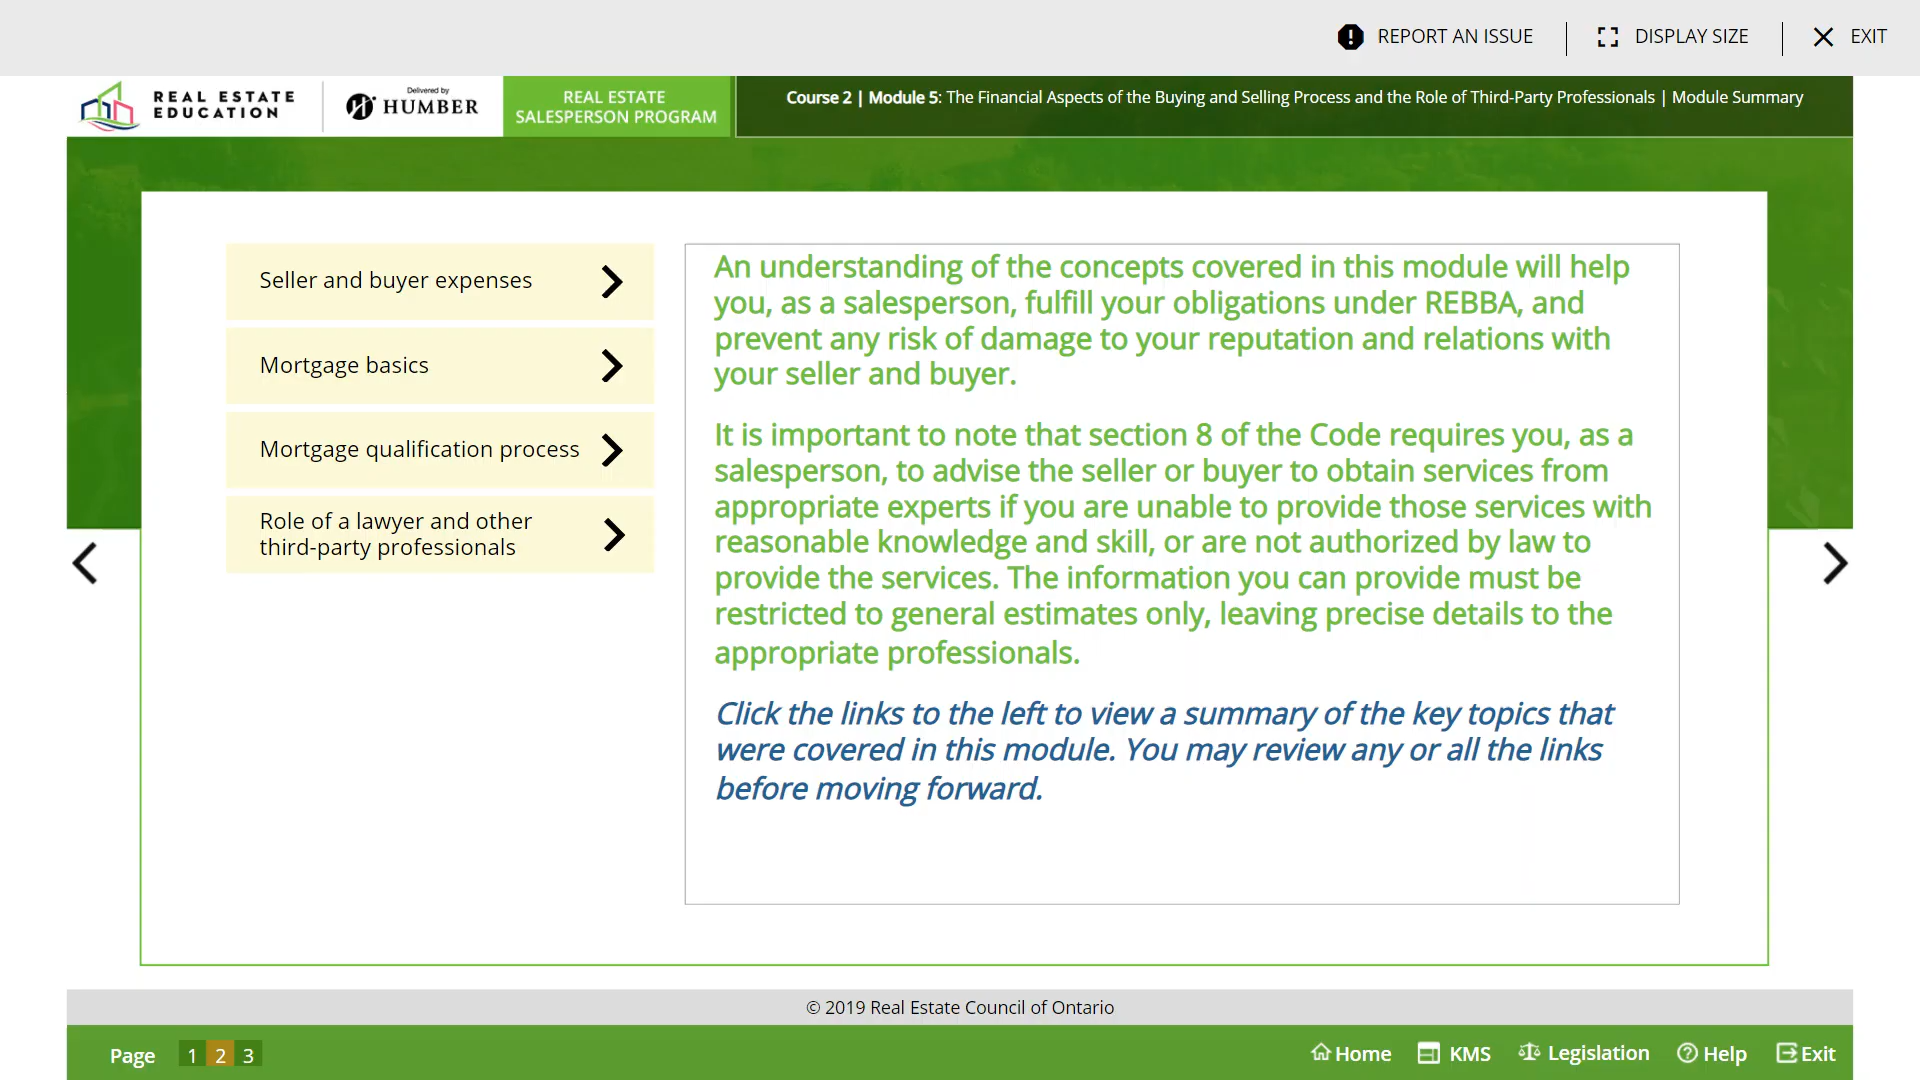 REPORT AN ISSUE
DISPLAY SIZE
EXIT
REAL ESTATE
EDUCATION
Delivered by
HUMBER
REAL ESTATE
SALESPERSON PROGRAM
Course 2 | Module 5: The Financial Aspects of the Buying and Selling Process and the Role of Third-Party Professionals | Module Summary
Seller and buyer expenses
Mortgage basics
Mortgage qualification process
Role of a lawyer and other
third-party professionals
An understanding of the concepts covered in this module will help
you, as a salesperson, fulfill your obligations under REBBA, and
prevent any risk of damage to your reputation and relations with
your seller and buyer.
It is important to note that section 8 of the Code requires you, as a
salesperson, to advise the seller or buyer to obtain services from
appropriate experts if you are unable to provide those services with
reasonable knowledge and skill, or are not authorized by law to
provide the services. The information you can provide must be
restricted to general estimates only, leaving precise details to the
appropriate professionals.
Click the links to the left to view a summary of the key topics that
were covered in this module. You may review any or all the links
before moving forward.
© 2019 Real Estate Council of Ontario
Page 1 2 3
Home
KMS
Legislation
Help
Exit